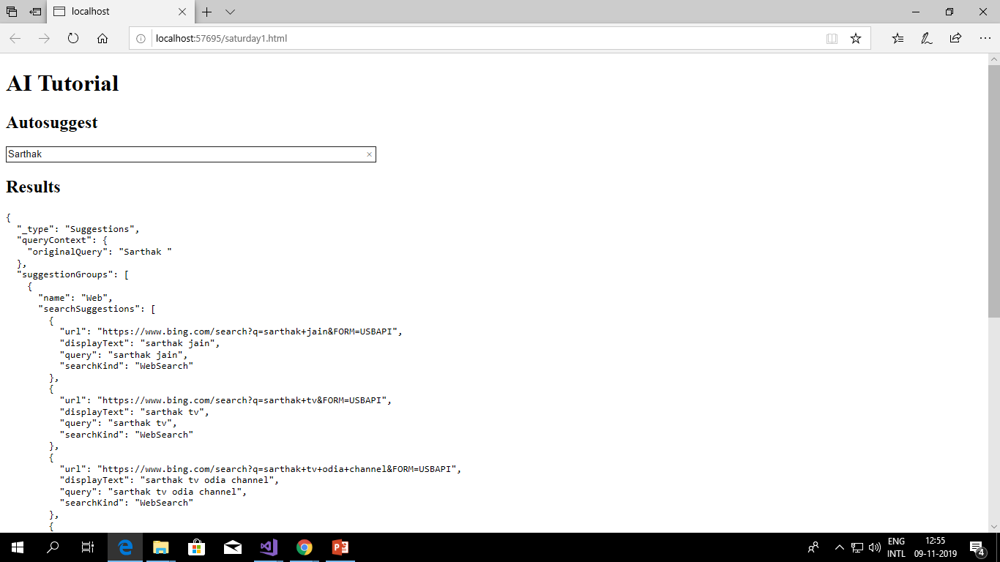 localhost
localhost:57695/saturday1.html
AI Tutorial
Autosuggest
Sarthak
Results
{
  "_type": "Suggestions",
  "queryContext": {
    "originalQuery": "Sarthak "
  },
  "suggestionGroups": [
    {
      "name": "Web",
      "searchSuggestions": [
        {
          "url": "https://www.bing.com/search?q=sarthak+jain&FORM=USBAPI",
          "displayText": "sarthak jain",
          "query": "sarthak jain",
          "searchKind": "WebSearch"
        },
        {
          "url": "https://www.bing.com/search?q=sarthak+tv&FORM=USBAPI",
          "displayText": "sarthak tv",
          "query": "sarthak tv",
          "searchKind": "WebSearch"
        },
        {
          "url": "https://www.bing.com/search?q=sarthak+tv+odia+channel&FORM=USBAPI",
          "displayText": "sarthak tv odia channel",
          "query": "sarthak tv odia channel",
          "searchKind": "WebSearch"
        },
        {
ENG 12:55
INTL 09-11-2019 4